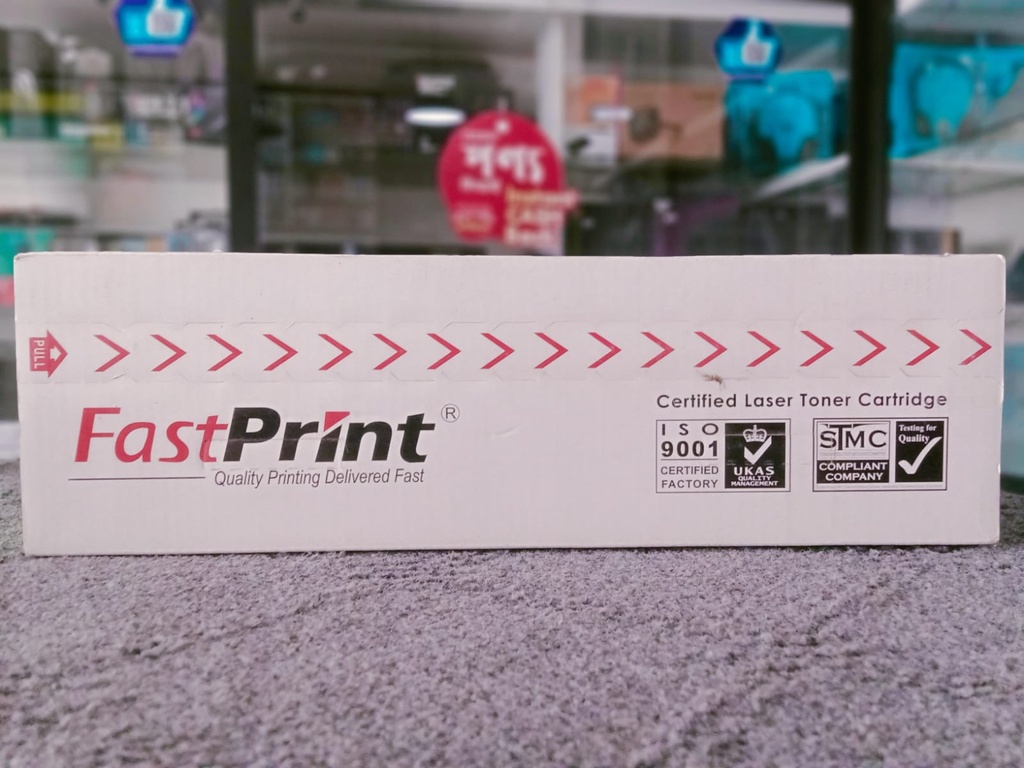 শূন্য
PULL
FastPrint®
Quality Printing Delivered Fast
Certified Laser Toner Cartridge
ISO
9001
CERTIFIED
FACTORY
UKAS
QUALITY
MANAGEMENT
STMC
COMPLIANT
COMPANY
Testing for
Quality